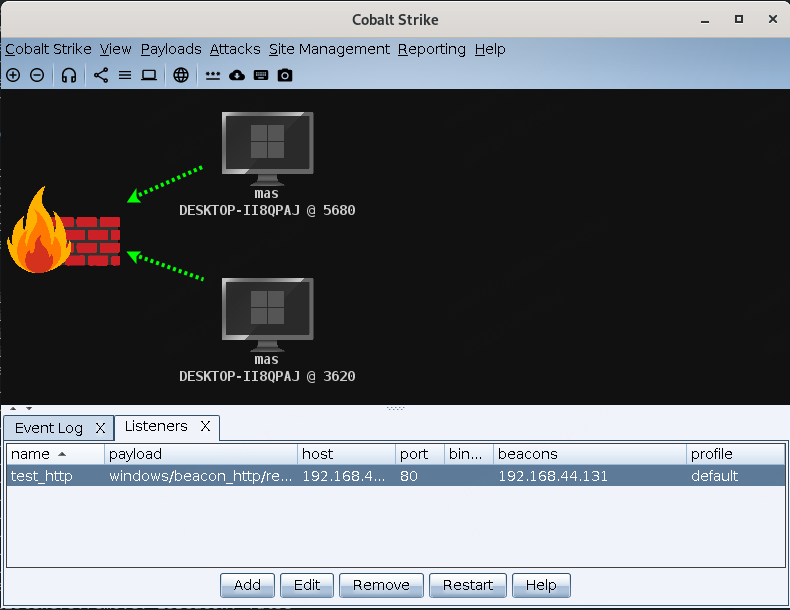 Cobalt Strike
Cobalt Strike View Payloads Attacks Site Management Reporting Help
mas
DESKTOP-II8QPAJ @ 5680
mas
DESKTOP-II8QPAJ @ 3620
Event Log X Listeners X
name payload host port bin... beacons profile
test_http windows/beacon_http/re... 192.168.4... 80 192.168.44.131 default
Add Edit Remove Restart Help